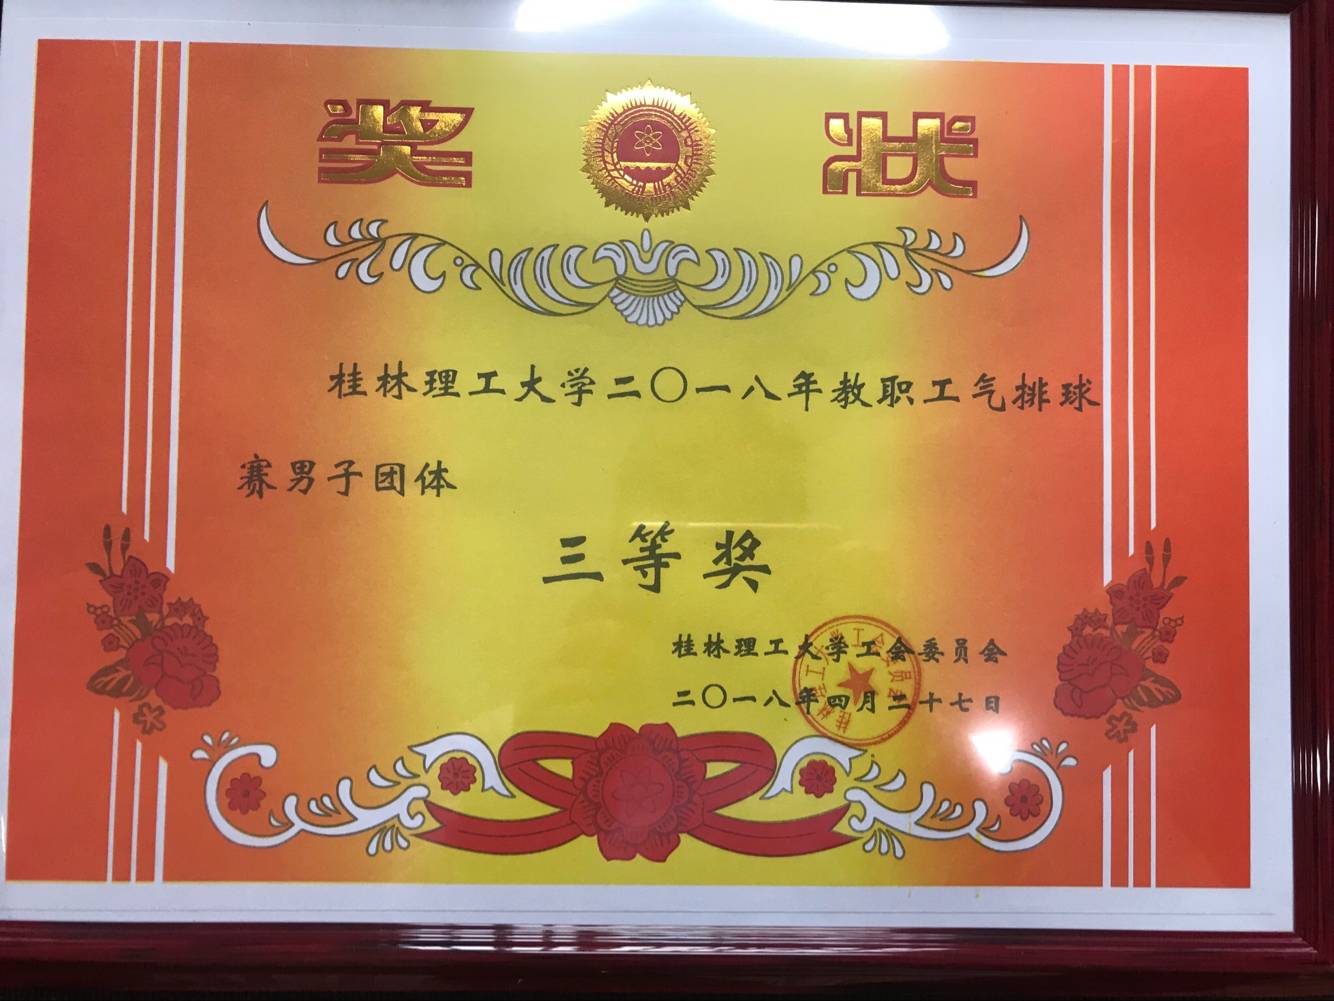 奖状
桂林理工大学二〇一八年教职工气排球
赛男子团体
三等奖
桂林理工大学工会委员会
二〇一八年四月二十七日